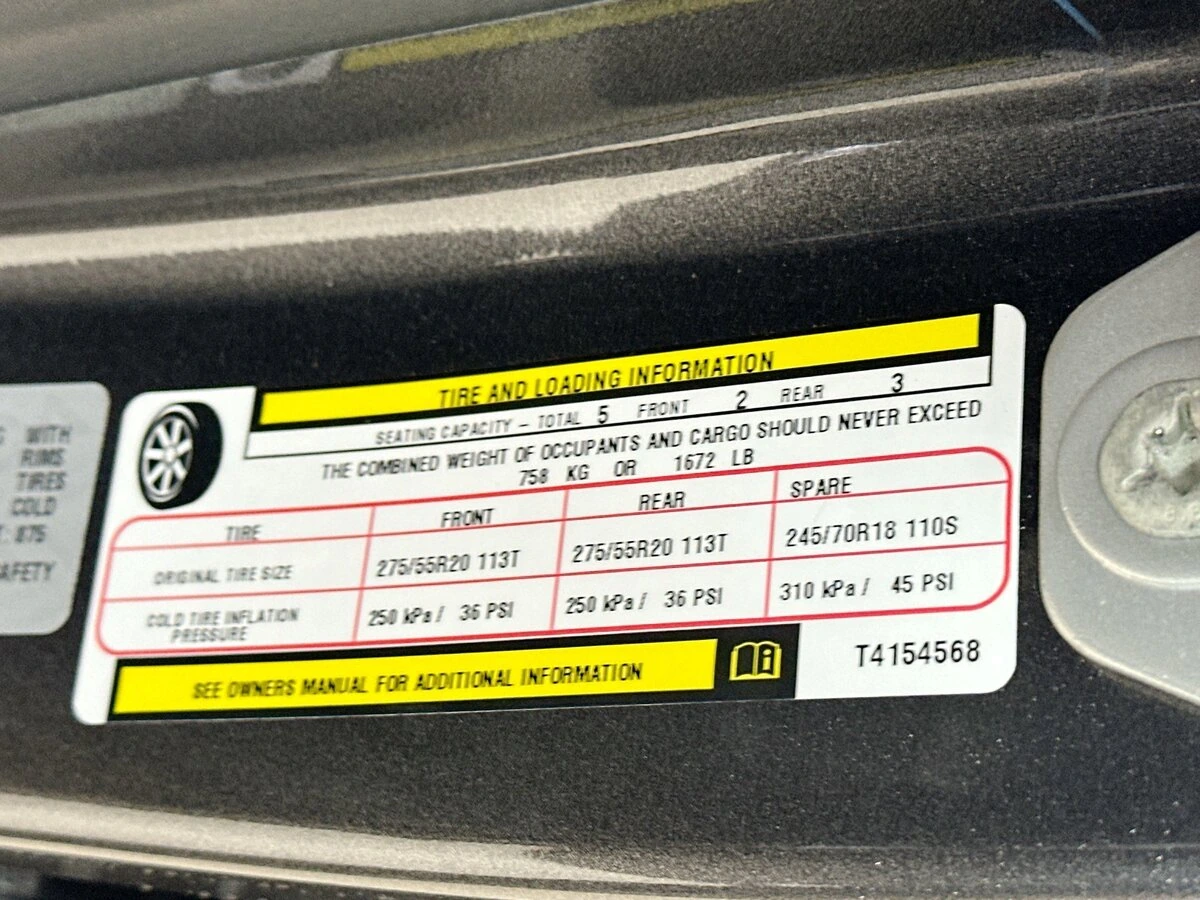 WITH
RIMS
TIRES
COLD
875
TIRE AND LOADING INFORMATION
SEATING CAPACITY – TOTAL 5 FRONT 2 REAR 3
THE COMBINED WEIGHT OF OCCUPANTS AND CARGO SHOULD NEVER EXCEED
758 KG OR 1672 LB
TIRE FRONT REAR SPARE
ORIGINAL TIRE SIZE 275/55R20 113T 275/55R20 113T 245/70R18 110S
COLD TIRE INFLATION PRESSURE 250 kPa / 36 PSI 250 kPa / 36 PSI 310 kPa / 45 PSI
SEE OWNERS MANUAL FOR ADDITIONAL INFORMATION
T4154568